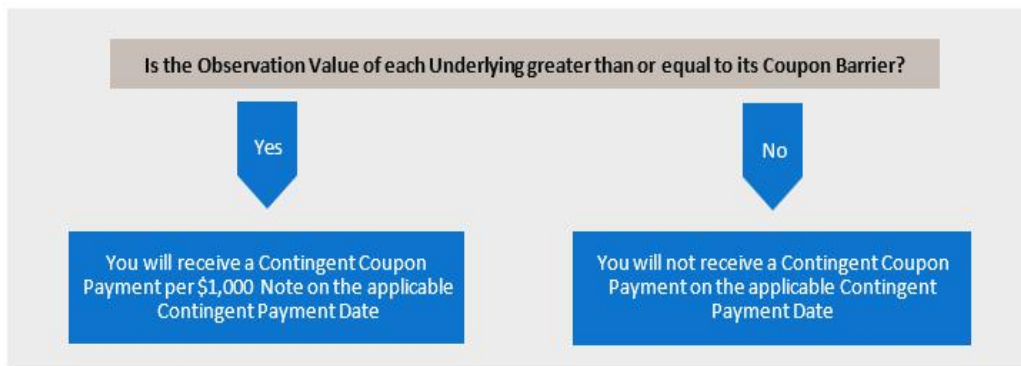 Is the Observation Value of each Underlying greater than or equal to its Coupon Barrier?
Yes
No
You will receive a Contingent Coupon
Payment per $1,000 Note on the applicable
Contingent Payment Date
You will not receive a Contingent Coupon
Payment on the applicable Contingent
Payment Date